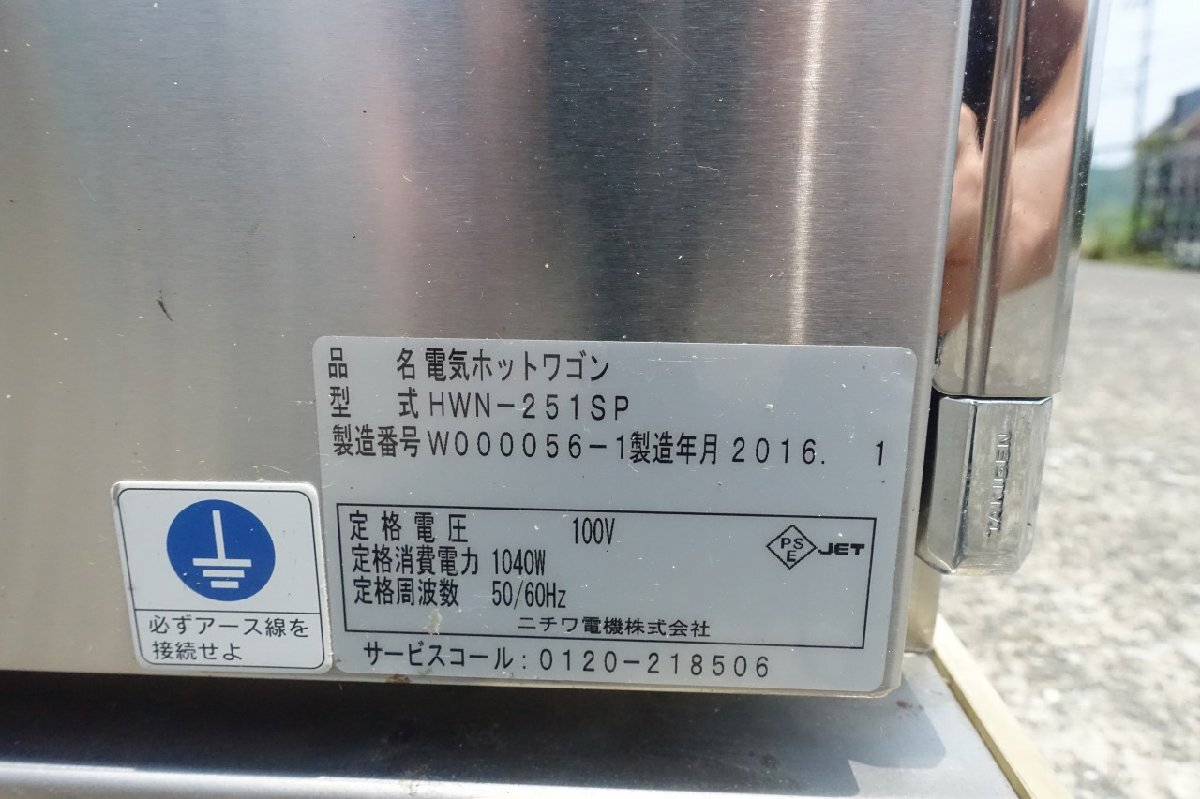 品 名 電気ホットワゴン
型 式 HWN-251SP
製造番号 W000056-1 製造年月 2016. 1
定格電圧 100V
定格消費電力 1040W
定格周波数 50/60Hz
PSE JET
ニチワ電機株式会社
サービスコール:0120-218506
必ずアース線を
接続せよ
TAKIGEN